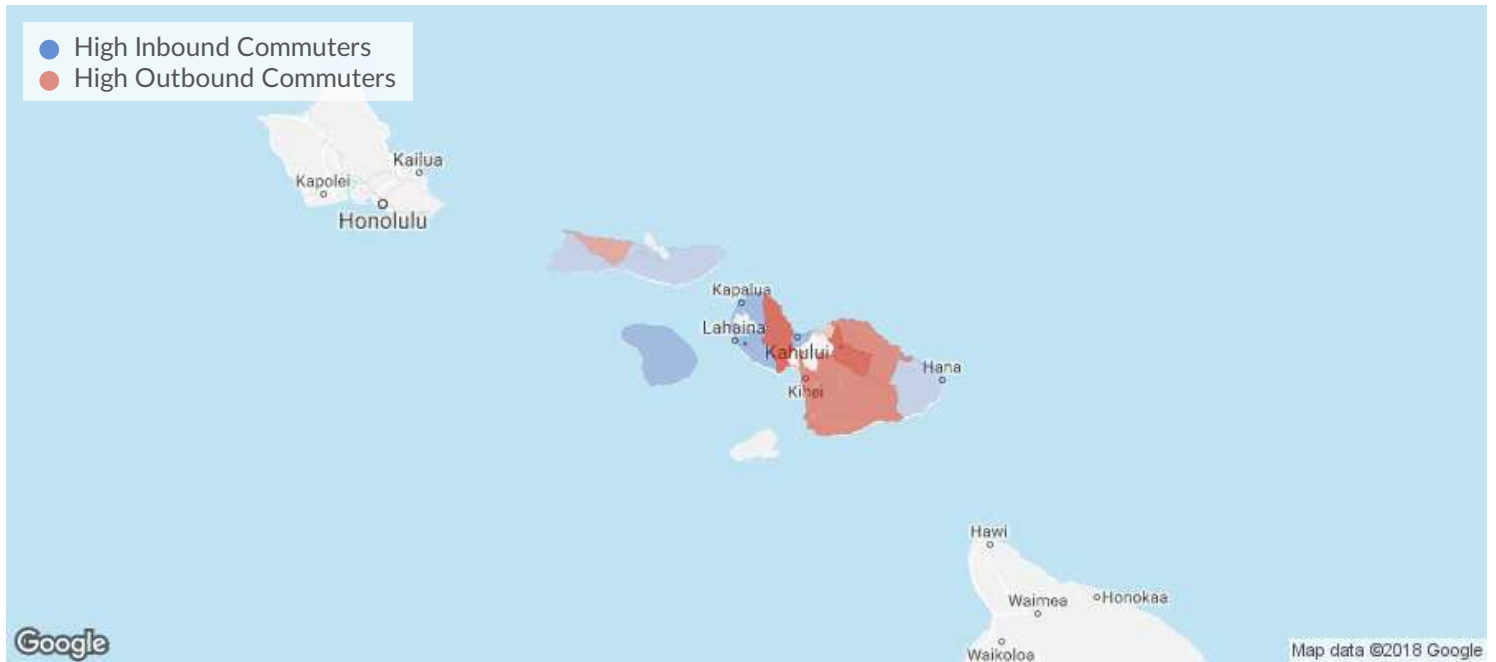 High Inbound Commuters
High Outbound Commuters
Kailua
Kapolei
Honolulu
Kapalua
Lahaina
Kahului
Hana
Kihei
Hawi
Waimea
Honokaa
Waikoloa
Google
Map data ©2018 Google